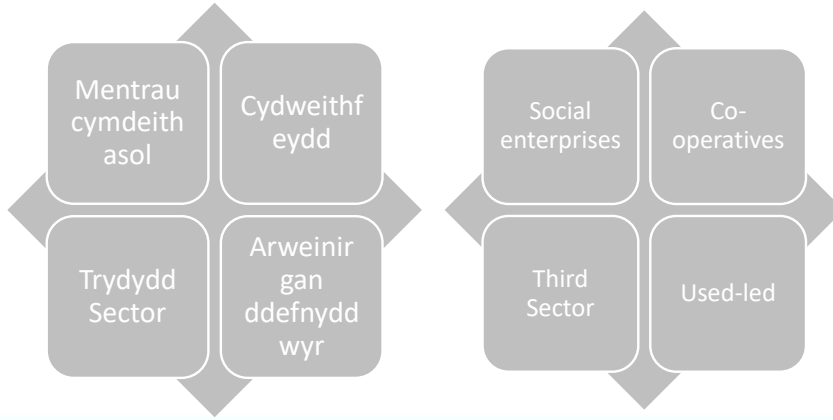 Mentrau
cymdeith
asol
Cydweithf
eydd
Trydydd
Sector
Arweinir
gan
ddefnydd
wyr
Social
enterprises
Co-
operatives
Third
Sector
Used-led